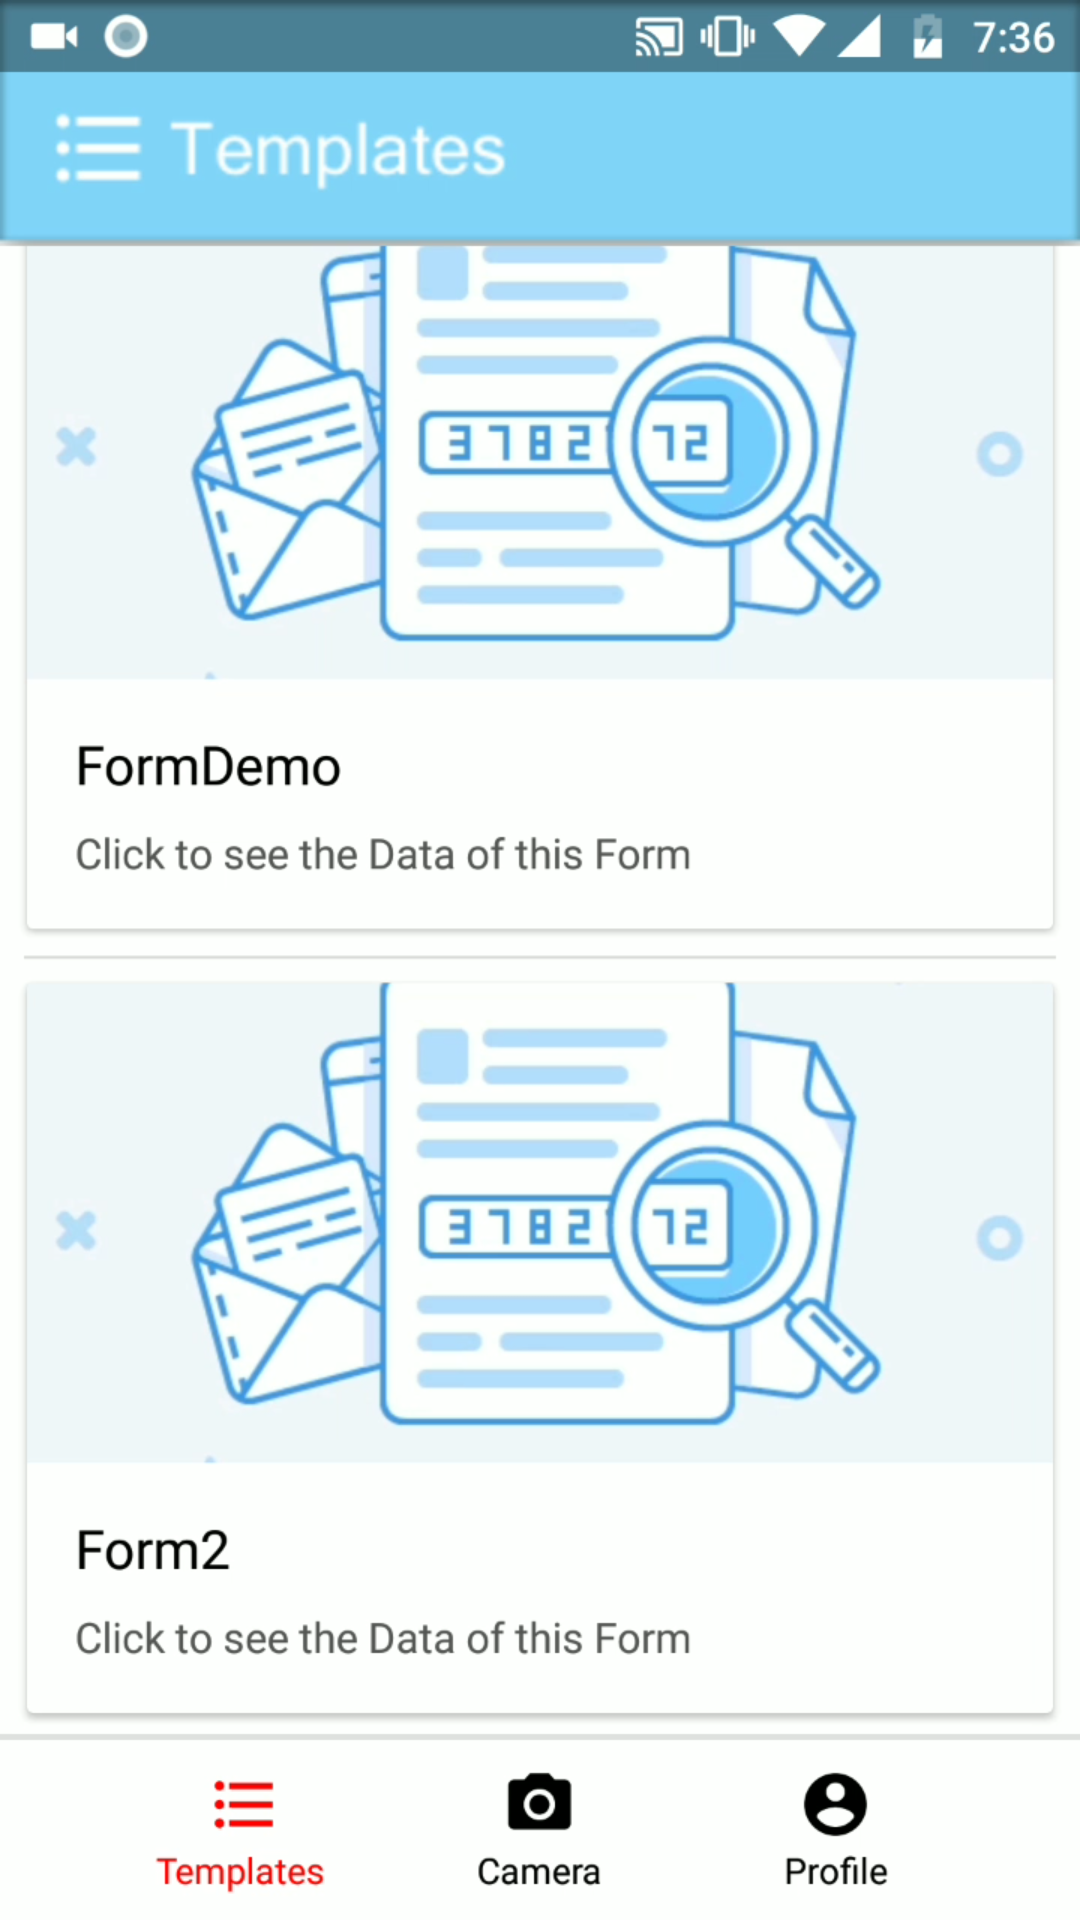 7:36
Templates
3782 72
FormDemo
Click to see the Data of this Form
3782 72
Form2
Click to see the Data of this Form
Templates Camera Profile